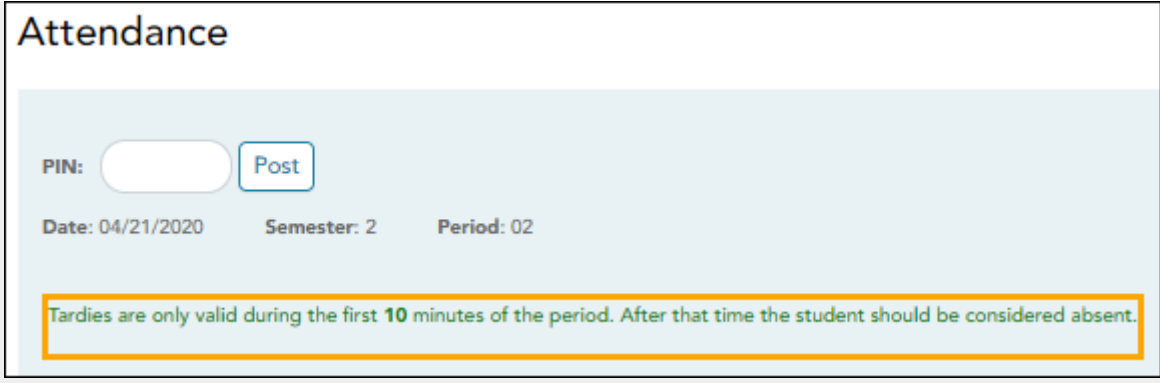 Attendance
PIN: Post
Date: 04/21/2020 Semester: 2 Period: 02
Tardies are only valid during the first 10 minutes of the period. After that time the student should be considered absent.